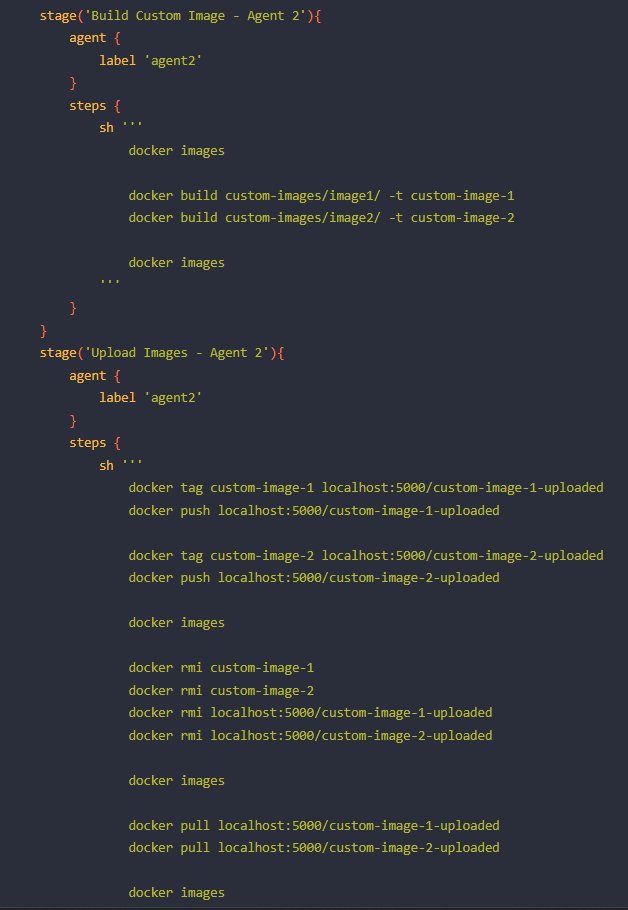 stage('Build Custom Image - Agent 2'){
agent {
label 'agent2'
}
steps {
sh '''
docker images
docker build custom-images/image1/ -t custom-image-1
docker build custom-images/image2/ -t custom-image-2
docker images
'''
}
}
stage('Upload Images - Agent 2'){
agent {
label 'agent2'
}
steps {
sh '''
docker tag custom-image-1 localhost:5000/custom-image-1-uploaded
docker push localhost:5000/custom-image-1-uploaded
docker tag custom-image-2 localhost:5000/custom-image-2-uploaded
docker push localhost:5000/custom-image-2-uploaded
docker images
docker rmi custom-image-1
docker rmi custom-image-2
docker rmi localhost:5000/custom-image-1-uploaded
docker rmi localhost:5000/custom-image-2-uploaded
docker images
docker pull localhost:5000/custom-image-1-uploaded
docker pull localhost:5000/custom-image-2-uploaded
docker images